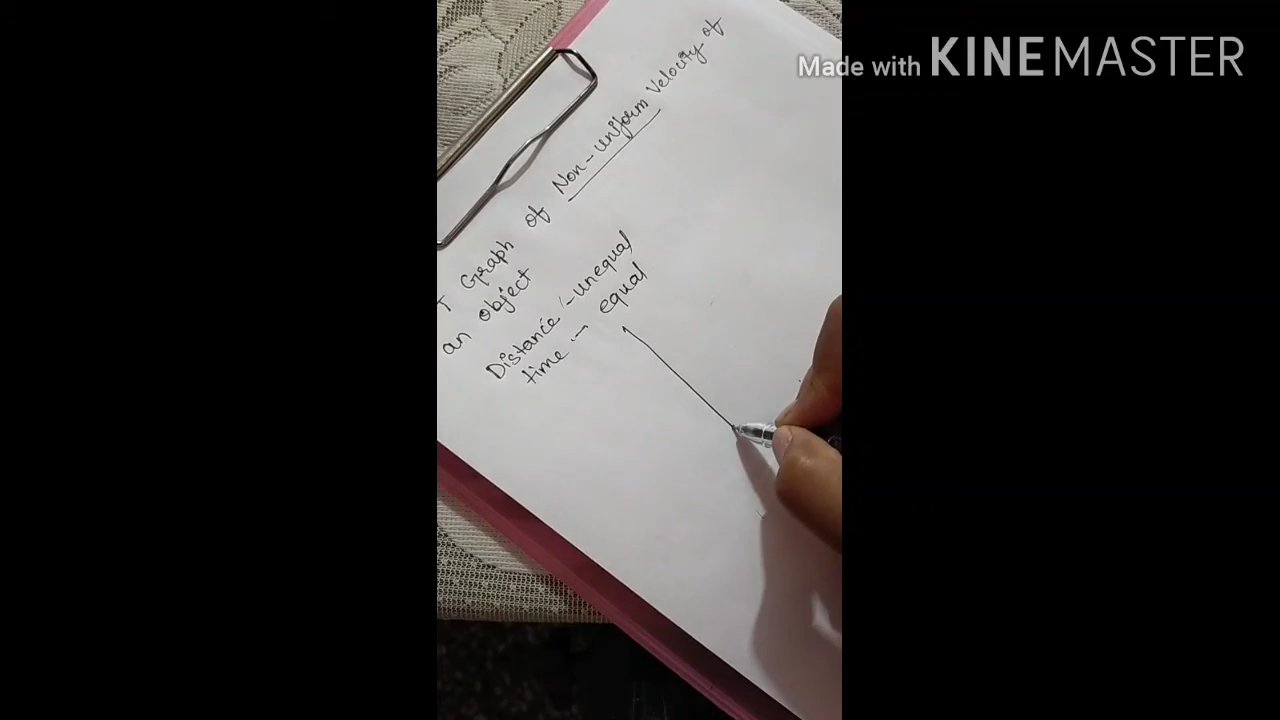 Made with KINEMASTER
T Graph of Non-uniform Velocity of
an object
Distance :- unequal
time :- equal